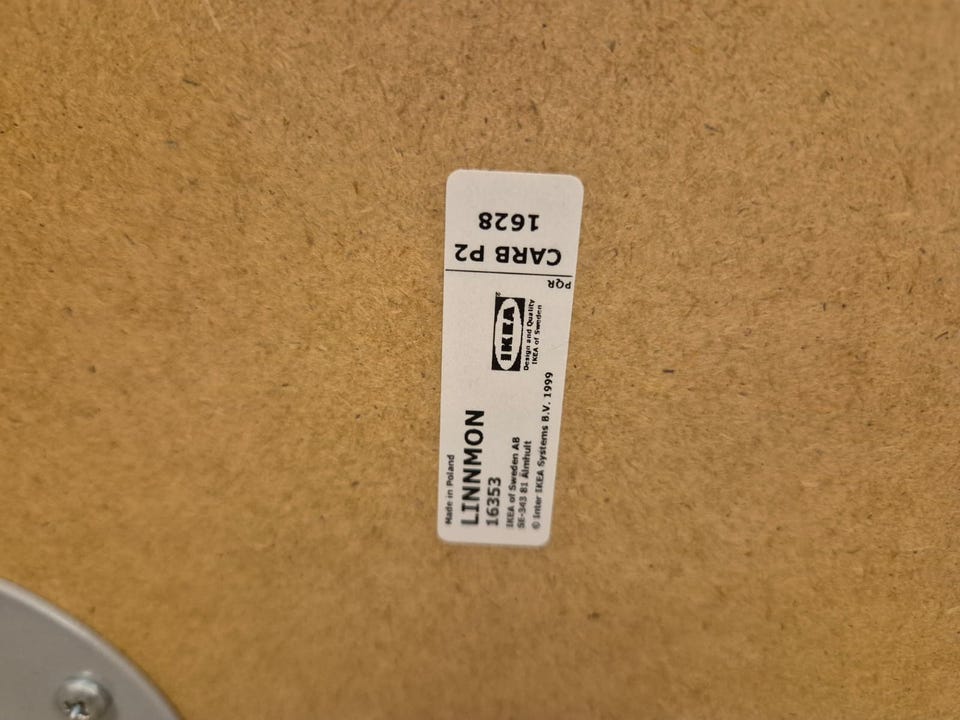 Made in Poland
LINNMON
16353
IKEA of Sweden AB
SE-343 81 Älmhult
© Inter IKEA Systems B.V. 1999
IKEA
Design and Quality
IKEA of Sweden
PQR
CARB P2
1628